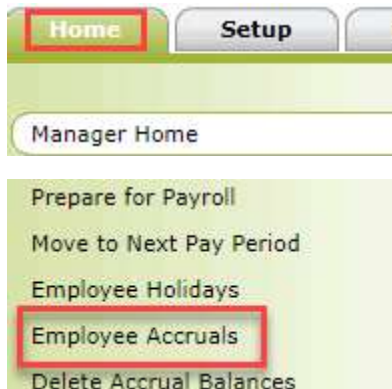 Home Setup
Manager Home
Prepare for Payroll
Move to Next Pay Period
Employee Holidays
Employee Accruals
Delete Accrual Balances